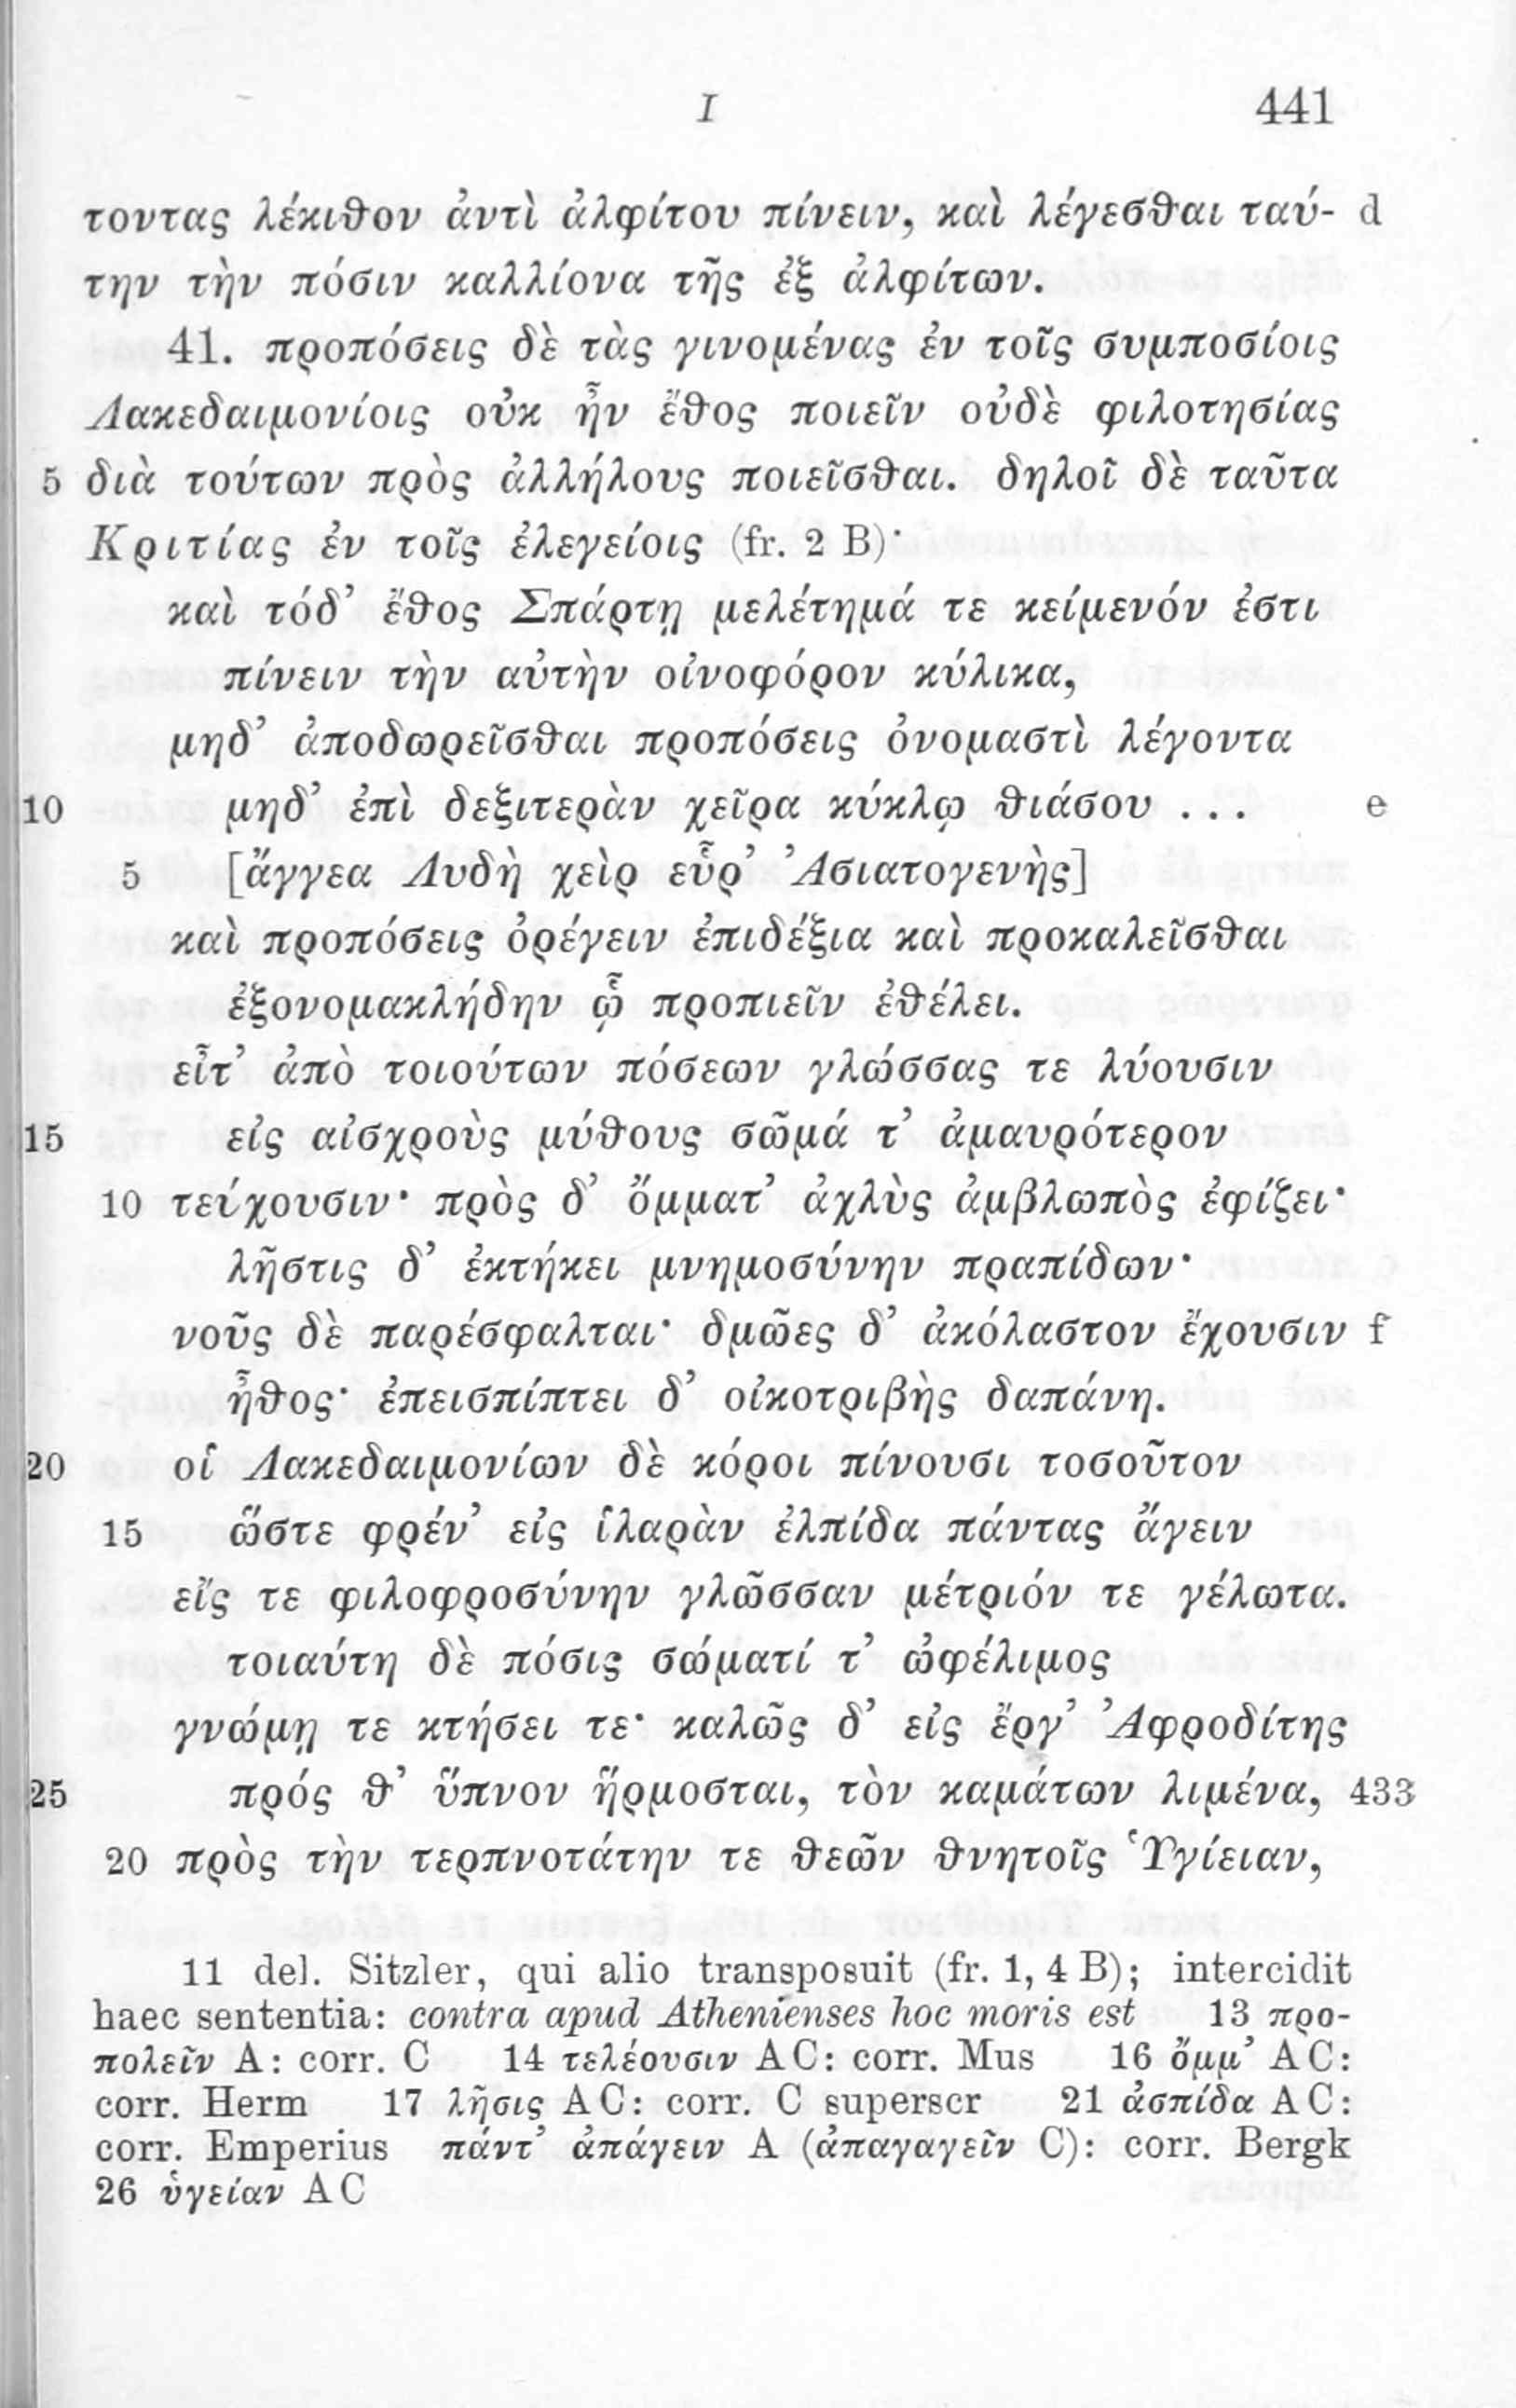 I 441
τοντας λέκιθον ἀντὶ ἀλφίτου πίνειν, καὶ λέγεσθαι ταύ- d
την τὴν πόσιν καλλίονα τῆς ἐξ ἀλφίτων.
41. προπόσεις δὲ τὰς γινομένας ἐν τοῖς συμποσίοις
Λακεδαιμονίοις οὐκ ἦν ἔθος ποιεῖν οὐδὲ φιλοτησίας
5 διὰ τούτων πρὸς ἀλλήλους ποιεῖσθαι. δηλοῖ δὲ ταῦτα
Κριτίας ἐν τοῖς ἐλεγείοις (fr. 2 B)·
καὶ τόδ’ ἔθος Σπάρτῃ μελέτημά τε κείμενόν ἐστι
πίνειν τὴν αὐτὴν οἰνοφόρον κύλικα,
μηδ’ ἀποδωρεῖσθαι προπόσεις ὀνομαστὶ λέγοντα
10 μηδ’ ἐπὶ δεξιτερὰν χεῖρα κύκλῳ θιάσου ... e
5 [ἄγγεα Λυδὴ χεὶρ εὗρ’ Ἀσιατογενὴς]
καὶ προπόσεις ὀρέγειν ἐπιδέξια καὶ προκαλεῖσθαι
ἐξονομακλήδην ᾧ προπιεῖν ἐθέλει.
εἶτ’ ἀπὸ τοιούτων πόσεων γλώσσας τε λύουσιν
15 εἰς αἰσχροὺς μύθους σῶμά τ’ ἀμαυρότερον
10 τεύχουσιν· πρὸς δ’ ὄμματ’ ἀχλὺς ἀμβλωπὸς ἐφίζει·
λῆστις δ’ ἐκτήκει μνημοσύνην πραπίδων·
νοῦς δὲ παρέσφαλται· δμῶες δ’ ἀκόλαστον ἔχουσιν f
ἦθος· ἐπεισπίπτει δ’ οἰκοτριβὴς δαπάνη.
20 οἱ Λακεδαιμονίων δὲ κόροι πίνουσι τοσοῦτον
15 ὥστε φρέν’ εἰς ἱλαρὰν ἐλπίδα πάντας ἄγειν
εἴς τε φιλοφροσύνην γλῶσσαν μέτριόν τε γέλωτα.
τοιαύτη δὲ πόσις σώματί τ’ ὠφέλιμος
γνώμῃ τε κτήσει τε· καλῶς δ’ εἰς ἔργ’ Ἀφροδίτης
25 πρός θ’ ὕπνον ἥρμοσται, τὸν καμάτων λιμένα, 433
20 πρὸς τὴν τερπνοτάτην τε θεῶν θνητοῖς Ὑγίειαν,
11 del. Sitzler, qui alio transposuit (fr. 1, 4 B); intercidit
haec sententia: contra apud Athenienses hoc moris est 13 προ-
πολεῖν A: corr. C 14 τελέουσιν AC: corr. Mus 16 ὄμμ’ AC:
corr. Herm 17 λῆσις AC: corr. C superscr 21 ἀσπίδα AC:
corr. Emperius πάντ’ ἀπάγειν A (ἀπαγαγεῖν C): corr. Bergk
26 ὑγείαν AC